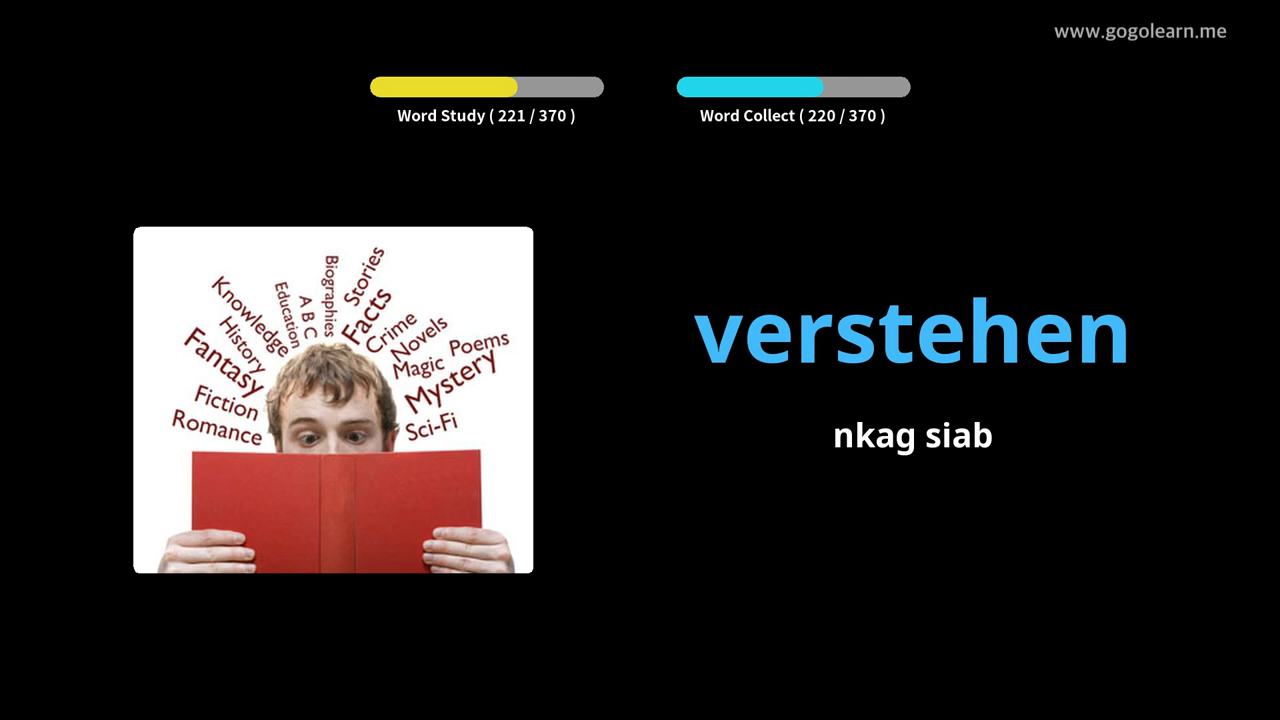 www.gogolearn.me
Word Study ( 221 / 370 )
Word Collect ( 220 / 370 )
Knowledge
History
Fantasy
Fiction
Romance
Education
A B C
Biographies
Stories
Facts
Crime
Novels
Magic
Poems
Mystery
Sci-Fi
verstehen
nkag siab